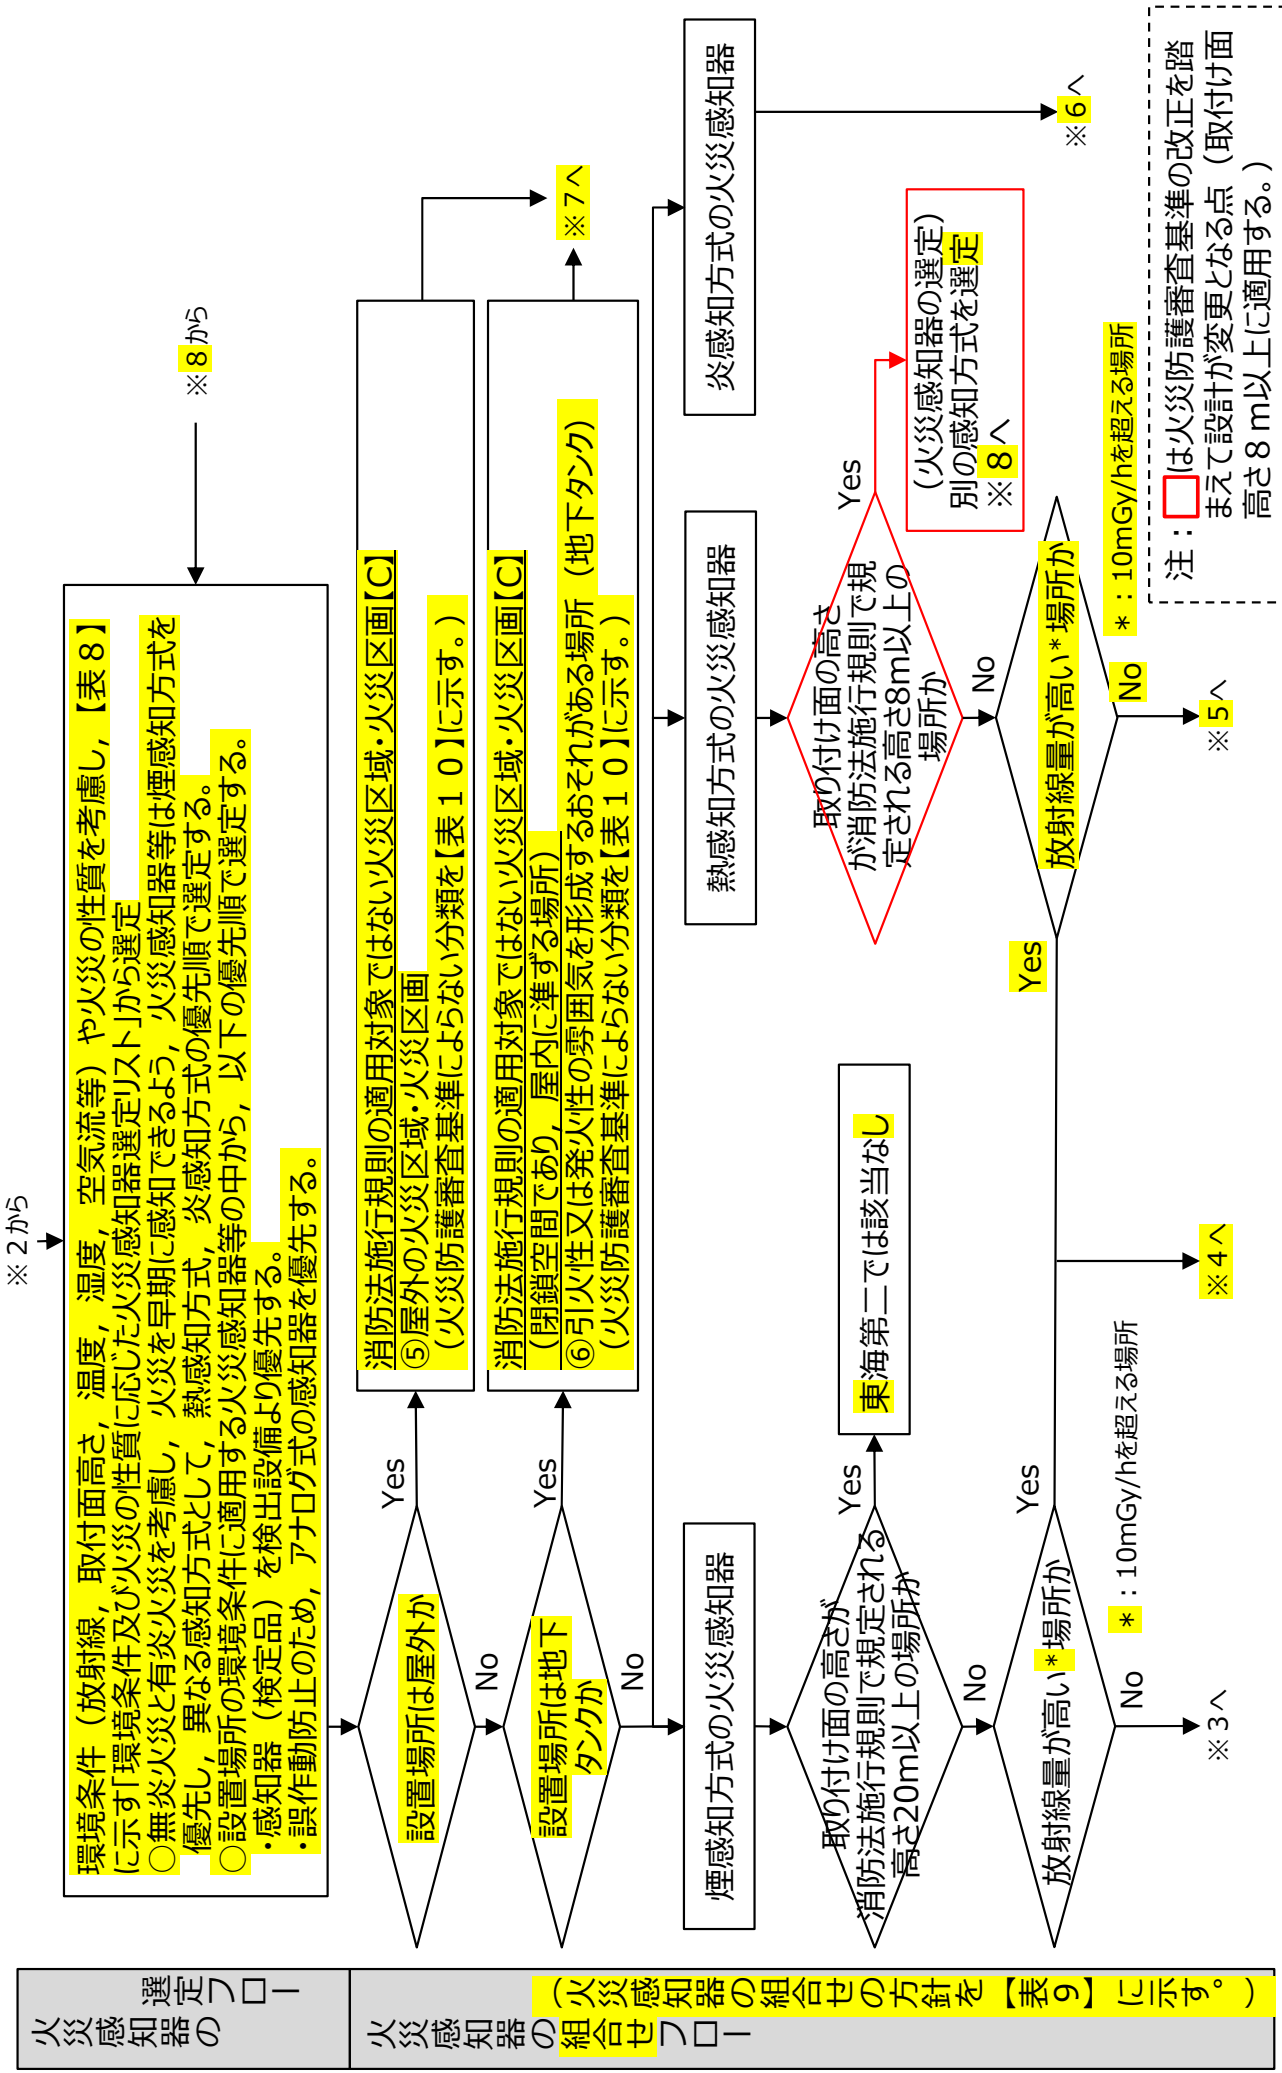 火災感知器の
選定フロー
火災感知器の
組合せフロー
（火災感知器の組合せの方針を【表９】に示す。）
※２から
環境条件（放射線，取付面高さ，温度，湿度，空気流等）や火災の性質を考慮し，【表８】
に示す「環境条件及び火災の性質に応じた火災感知器選定リスト」から選定
○無炎火災と有炎火災を考慮し，火災を早期に感知できるよう，火災感知器等は煙感知方式を
優先し，異なる感知方式として，熱感知方式，炎感知方式の優先順で選定する。
○設置場所の環境条件に適用する火災感知器等の中から，以下の優先順で選定する。
・感知器（検定品）を検出設備より優先する。
・誤作動防止のため，アナログ式の感知器を優先する。
※８から
設置場所は屋外か
Yes
No
消防法施行規則の適用対象ではない火災区域・火災区画【C】
⑤屋外の火災区域・火災区画
（火災防護審査基準によらない分類を【表１０】に示す。）
設置場所は地下
タンクか
Yes
No
消防法施行規則の適用対象ではない火災区域・火災区画【C】
（閉鎖空間であり，屋内に準ずる場所）
⑥引火性又は発火性の雰囲気を形成するおそれがある場所（地下タンク）
（火災防護審査基準によらない分類を【表１０】に示す。）
※７へ
煙感知方式の火災感知器
熱感知方式の火災感知器
炎感知方式の火災感知器
取り付け面の高さが
消防法施行規則で規定される
高さ20m以上の場所か
Yes
No
東海第二では該当なし
取り付け面の高さ
が消防法施行規則で規
定される高さ8m以上の
場所か
Yes
No
（火災感知器の選定）
別の感知方式を選定
※８へ
※６へ
放射線量が高い*場所か
Yes
No
＊：10mGy/hを超える場所
放射線量が高い*場所か
Yes
No
＊：10mGy/hを超える場所
※３へ
※４へ
※５へ
注：□は火災防護審査基準の改正を踏
まえて設計が変更となる点（取付け面
高さ８ｍ以上に適用する。）